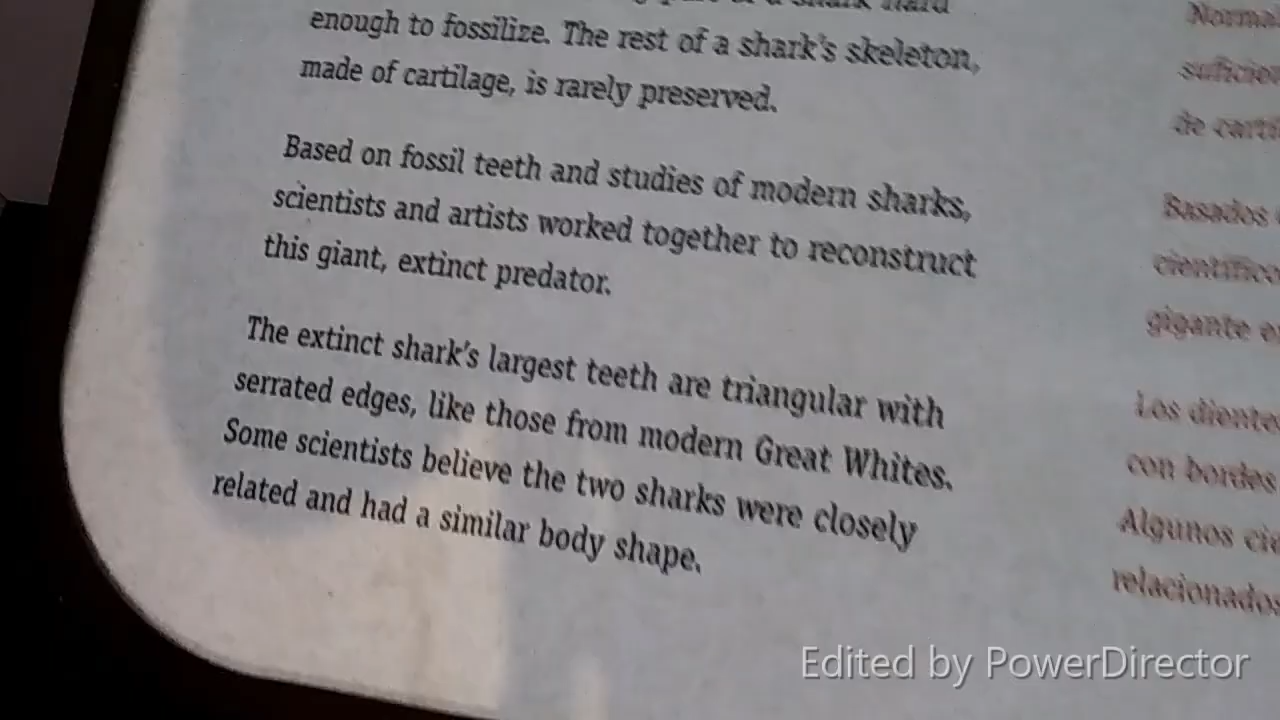 shark hard
enough to fossilize. The rest of a shark's skeleton,
made of cartilage, is rarely preserved.
Based on fossil teeth and studies of modern sharks,
scientists and artists worked together to reconstruct
this giant, extinct predator.
The extinct shark's largest teeth are triangular with
serrated edges, like those from modern Great Whites.
Some scientists believe the two sharks were closely
related and had a similar body shape.
de
Basados
gigante
Los
con bordes
Algunos
Edited by PowerDirector